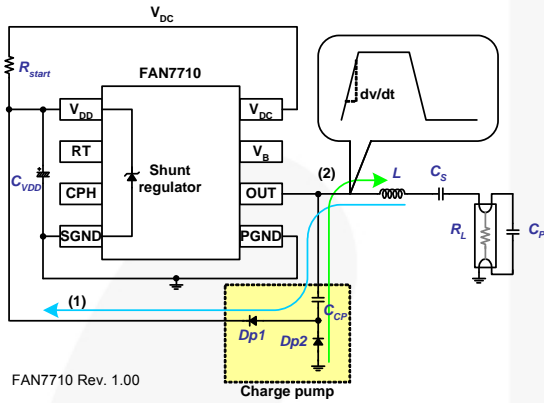 V_DC
R_start
FAN7710
V_DD
V_DC
dv/dt
RT
V_B
Shunt
regulator
(2)
L
C_S
C_VDD
CPH
OUT
R_L
C_P
SGND
PGND
(1)
C_CP
Dp1
Dp2
FAN7710 Rev. 1.00
Charge pump